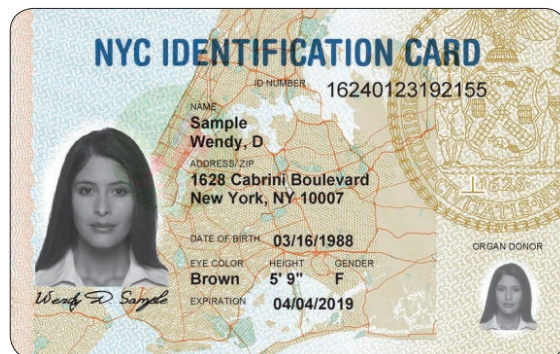 NYC IDENTIFICATION CARD
ID NUMBER 16240123192155
NAME
Sample
Wendy, D
ADDRESS/ZIP
1628 Cabrini Boulevard
New York, NY 10007
DATE OF BIRTH 03/16/1988
ORGAN DONOR
EYE COLOR HEIGHT GENDER
Brown 5' 9" F
Wendy D Sample
EXPIRATION 04/04/2019